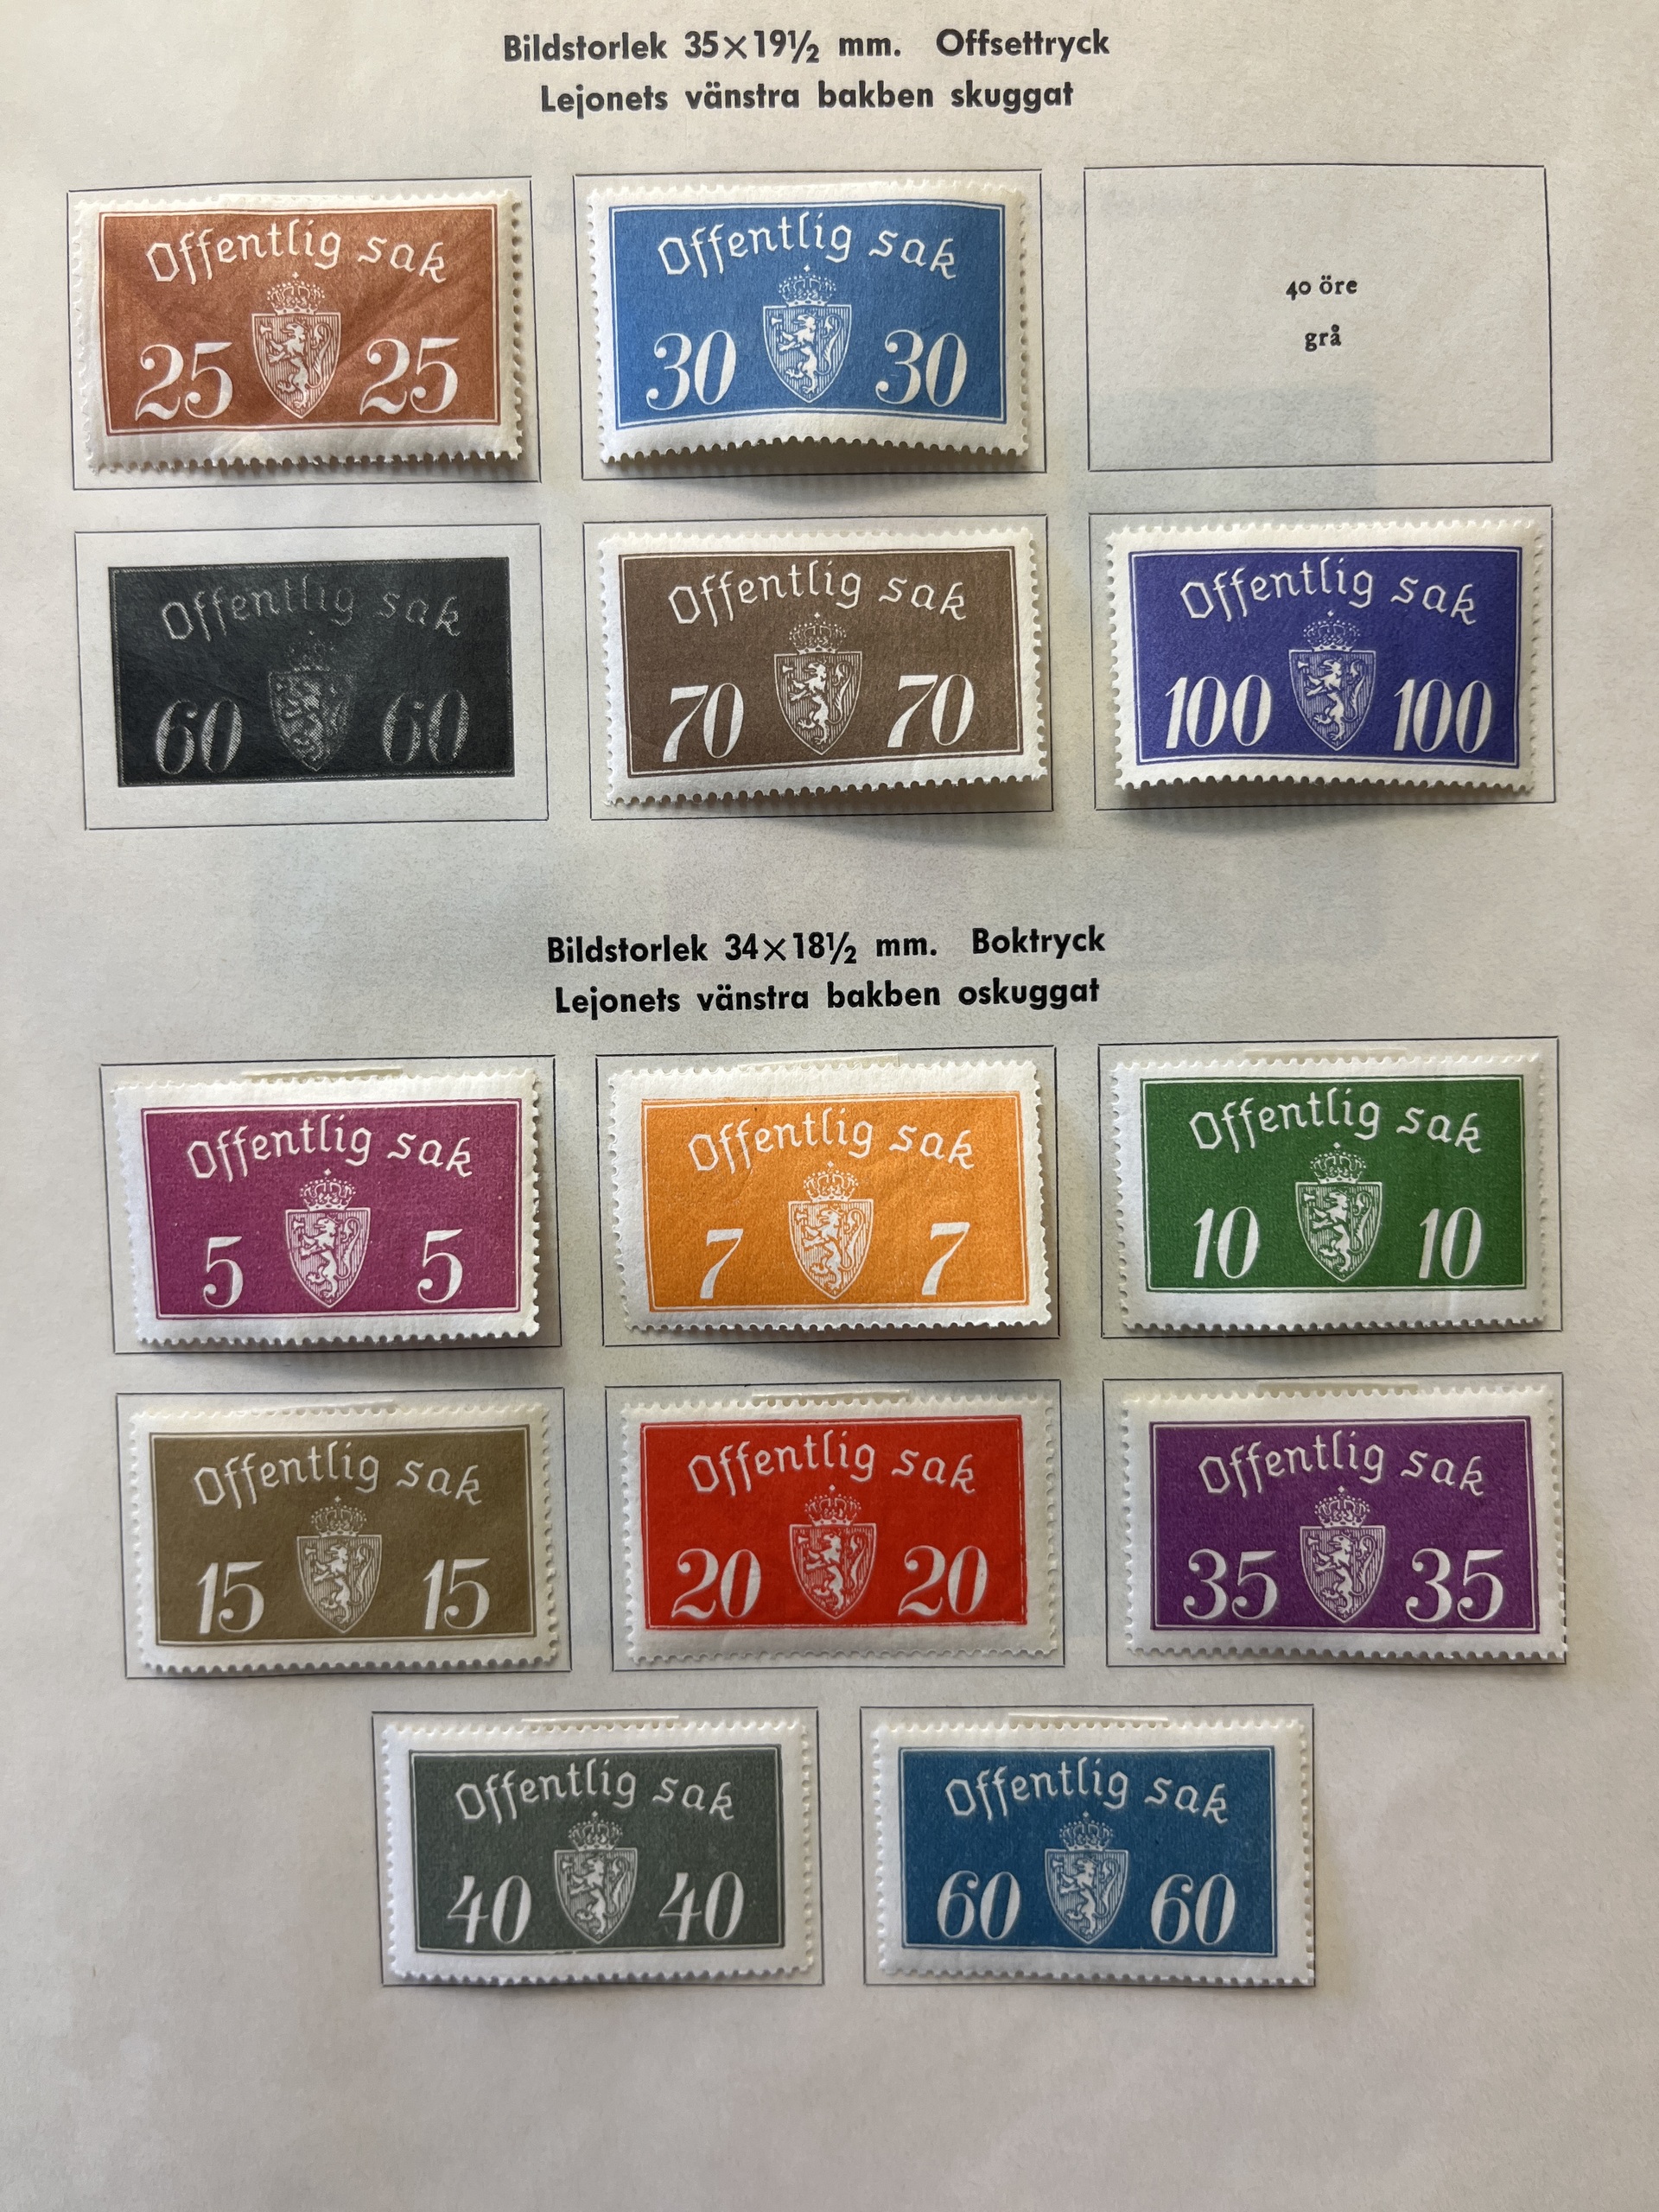 Bildstorlek 35×19½ mm. Offsettryck
Lejonets vänstra bakben skuggat
Offentlig sak
25 25
Offentlig sak
30 30
40 öre
grå
Offentlig sak
60 60
Offentlig sak
70 70
Offentlig sak
100 100
Bildstorlek 34×18½ mm. Boktryck
Lejonets vänstra bakben oskuggat
Offentlig sak
5 5
Offentlig sak
7 7
Offentlig sak
10 10
Offentlig sak
15 15
Offentlig sak
20 20
Offentlig sak
35 35
Offentlig sak
40 40
Offentlig sak
60 60